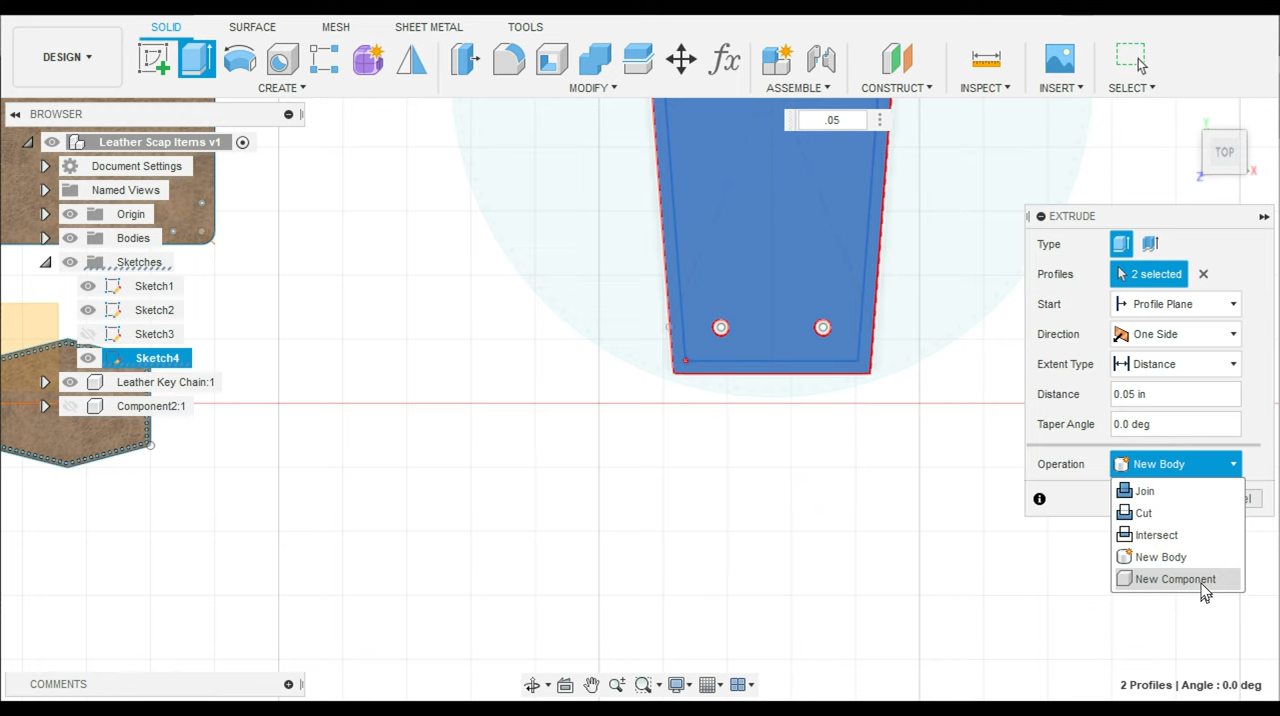 SOLID SURFACE MESH SHEET METAL TOOLS
DESIGN
CREATE MODIFY ASSEMBLE CONSTRUCT INSPECT INSERT SELECT
BROWSER
Leather Scap Items v1
Document Settings
Named Views
Origin
Bodies
Sketches
Sketch1
Sketch2
Sketch3
Sketch4
Leather Key Chain:1
Component2:1
.05
TOP
X
Y
Z
EXTRUDE
Type
Profiles 2 selected
Start Profile Plane
Direction One Side
Extent Type Distance
Distance 0.05 in
Taper Angle 0.0 deg
Operation New Body
Join
Cut
Intersect
New Body
New Component
COMMENTS
2 Profiles | Angle : 0.0 deg